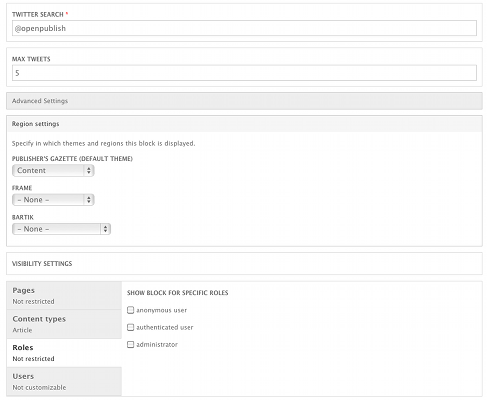 TWITTER SEARCH *
@openpublish
MAX TWEETS
5
Advanced Settings
Region settings
Specify in which themes and regions this block is displayed.
PUBLISHER'S GAZETTE (DEFAULT THEME)
Content
FRAME
- None -
BARTIK
- None -
VISIBILITY SETTINGS
Pages
Not restricted
Content types
Article
Roles
Not restricted
Users
Not customizable
SHOW BLOCK FOR SPECIFIC ROLES
anonymous user
authenticated user
administrator